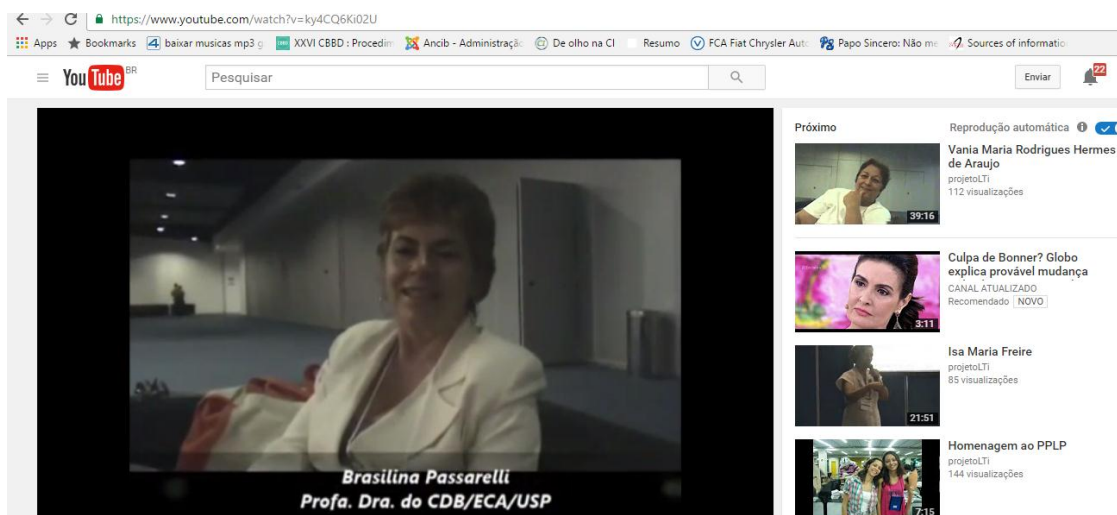 https://www.youtube.com/watch?v=ky4CQ6Ki02U
Apps Bookmarks baixar musicas mp3 g XXVI CBBD : Procedim Ancib - Administraçã De olho na CI Resumo FCA Fiat Chrysler Auto Papo Sincero: Não me Sources of informatio
YouTube BR
Pesquisar
Enviar
22
Brasilina Passarelli
Profa. Dra. do CDB/ECA/USP
Próximo
Reprodução automática
Vania Maria Rodrigues Hermes
de Araujo
projetoLTi
112 visualizações
39:16
Culpa de Bonner? Globo
explica provável mudança
CANAL ATUALIZADO
Recomendado NOVO
3:11
Isa Maria Freire
projetoLTi
85 visualizações
21:51
Homenagem ao PPLP
projetoLTi
144 visualizações
7:15